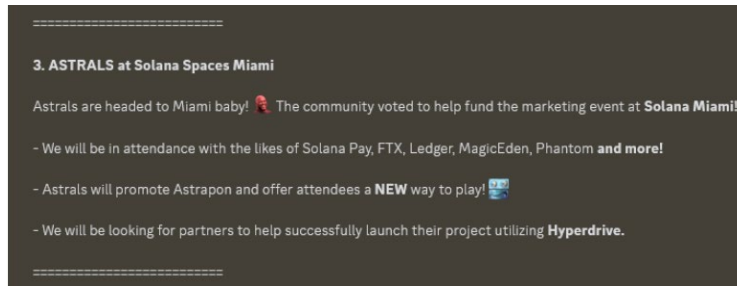 ==========================
3. ASTRALS at Solana Spaces Miami
Astrals are headed to Miami baby! The community voted to help fund the marketing event at Solana Miami!
- We will be in attendance with the likes of Solana Pay, FTX, Ledger, MagicEden, Phantom and more!
- Astrals will promote Astrapon and offer attendees a NEW way to play!
- We will be looking for partners to help successfully launch their project utilizing Hyperdrive.
==========================